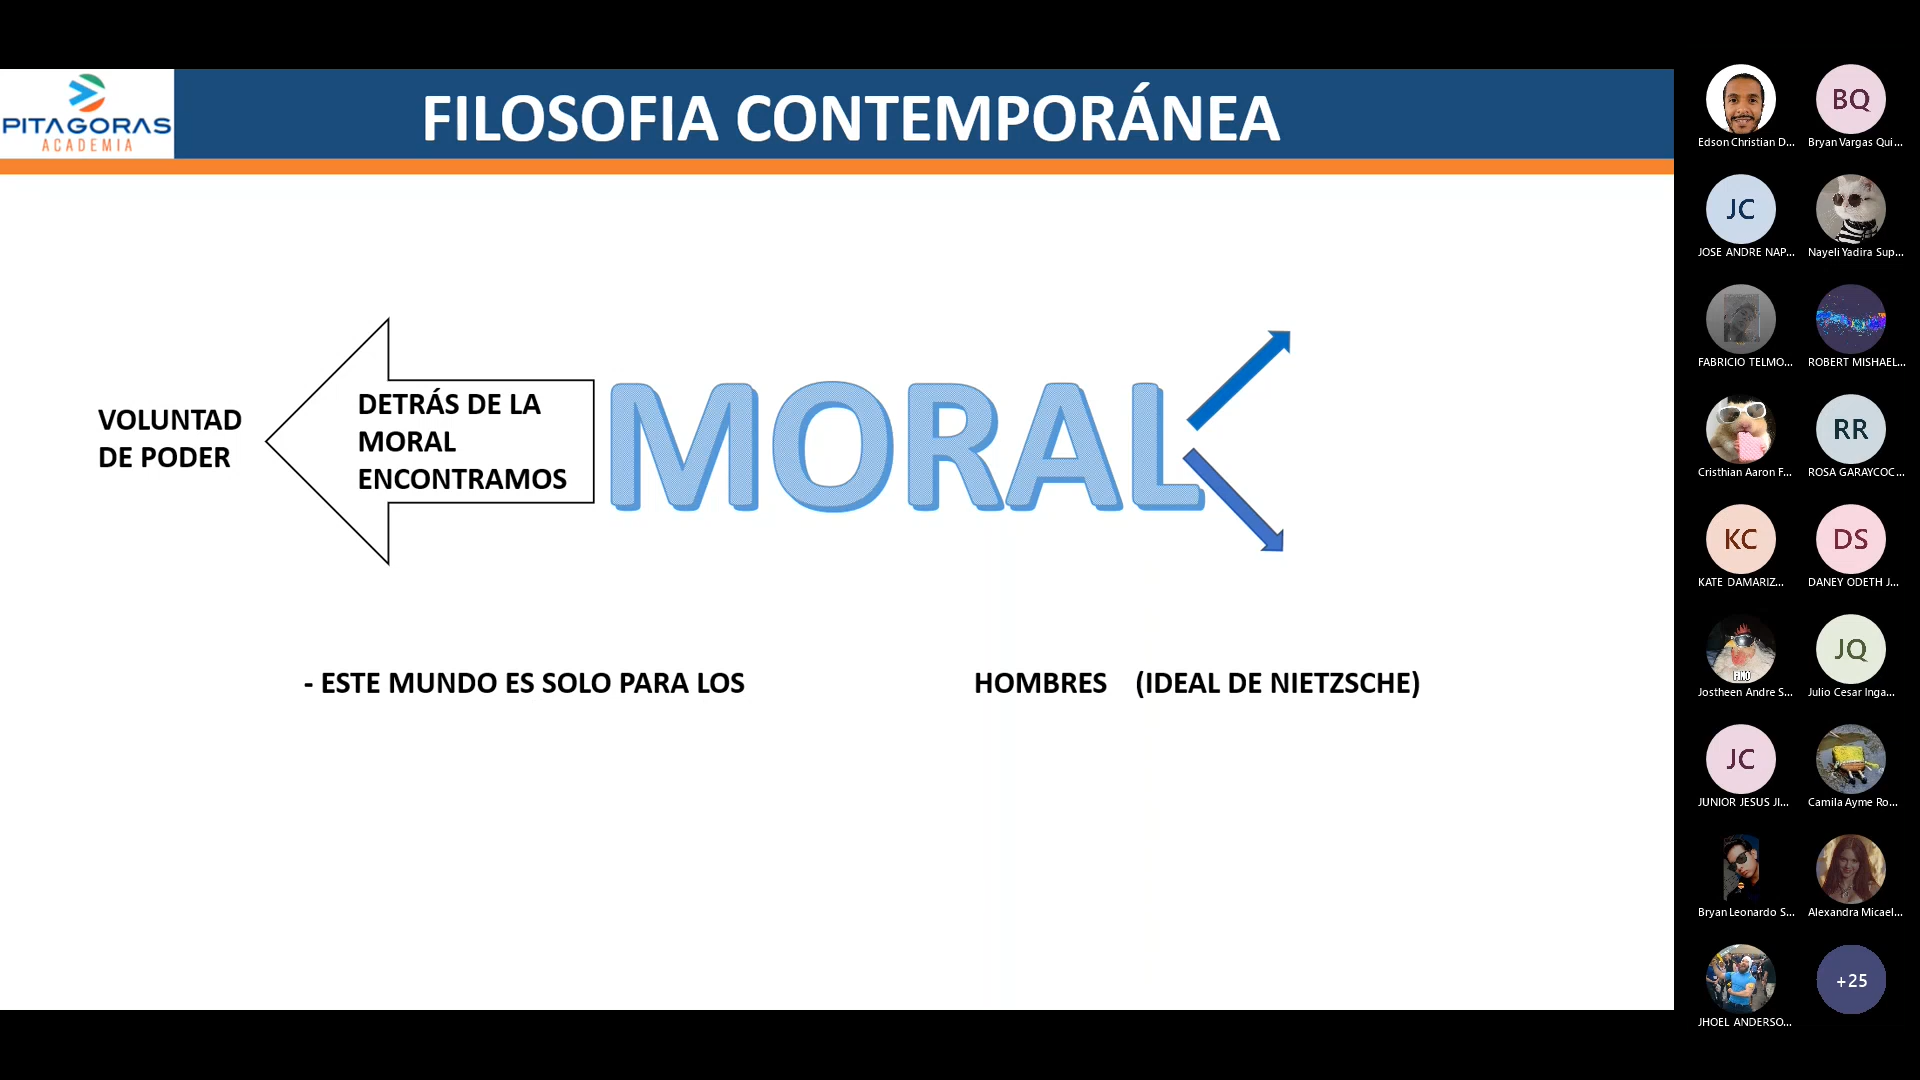 PITAGORAS
ACADEMIA
FILOSOFIA CONTEMPORÁNEA
VOLUNTAD
DE PODER
DETRÁS DE LA
MORAL
ENCONTRAMOS
MORAL
- ESTE MUNDO ES SOLO PARA LOS HOMBRES (IDEAL DE NIETZSCHE)
Edson Christian D...
BQ
Bryan Vargas Qui...
JC
JOSE ANDRE NAP...
Nayeli Yadira Sup...
FABRICIO TELMO...
ROBERT MISHAEL...
Cristhian Aaron F...
RR
ROSA GARAYCOC...
KC
KATE DAMARIZ...
DS
DANEY ODETH J...
FINO
Jostheen Andre S...
JQ
Julio Cesar Inga...
JC
JUNIOR JESUS JI...
Camila Ayme Ro...
Bryan Leonardo S...
Alexandra Micael...
JHOEL ANDERSO...
+25